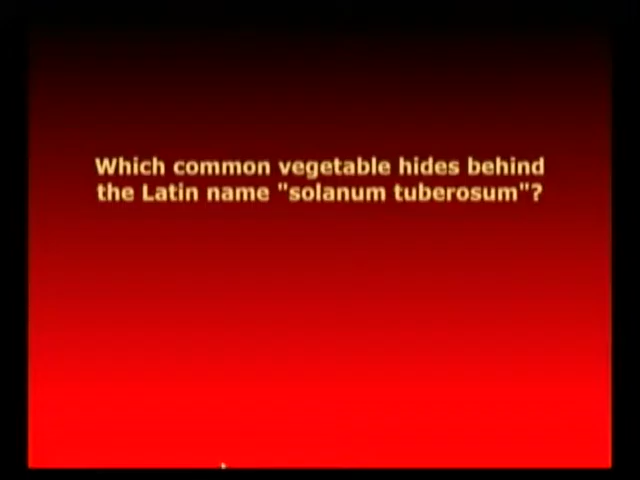 Which common vegetable hides behind
the Latin name "solanum tuberosum"?